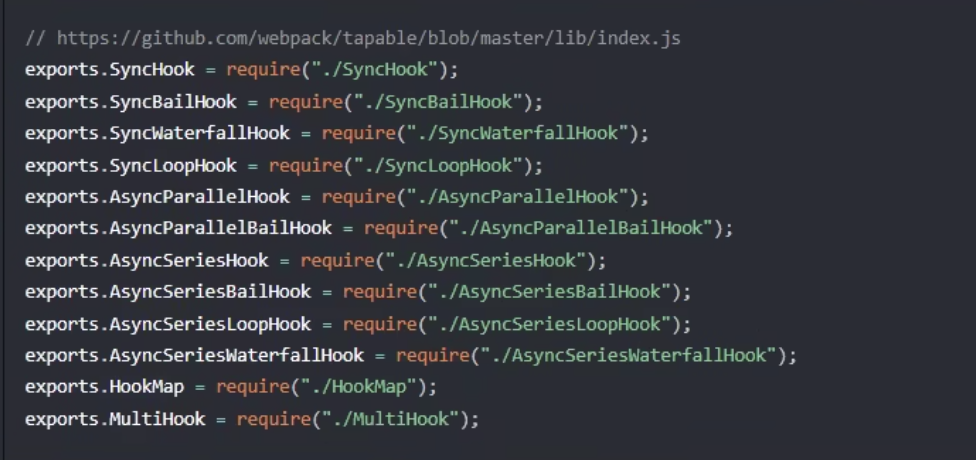 // https://github.com/webpack/tapable/blob/master/lib/index.js
exports.SyncHook = require("./SyncHook");
exports.SyncBailHook = require("./SyncBailHook");
exports.SyncWaterfallHook = require("./SyncWaterfallHook");
exports.SyncLoopHook = require("./SyncLoopHook");
exports.AsyncParallelHook = require("./AsyncParallelHook");
exports.AsyncParallelBailHook = require("./AsyncParallelBailHook");
exports.AsyncSeriesHook = require("./AsyncSeriesHook");
exports.AsyncSeriesBailHook = require("./AsyncSeriesBailHook");
exports.AsyncSeriesLoopHook = require("./AsyncSeriesLoopHook");
exports.AsyncSeriesWaterfallHook = require("./AsyncSeriesWaterfallHook");
exports.HookMap = require("./HookMap");
exports.MultiHook = require("./MultiHook");